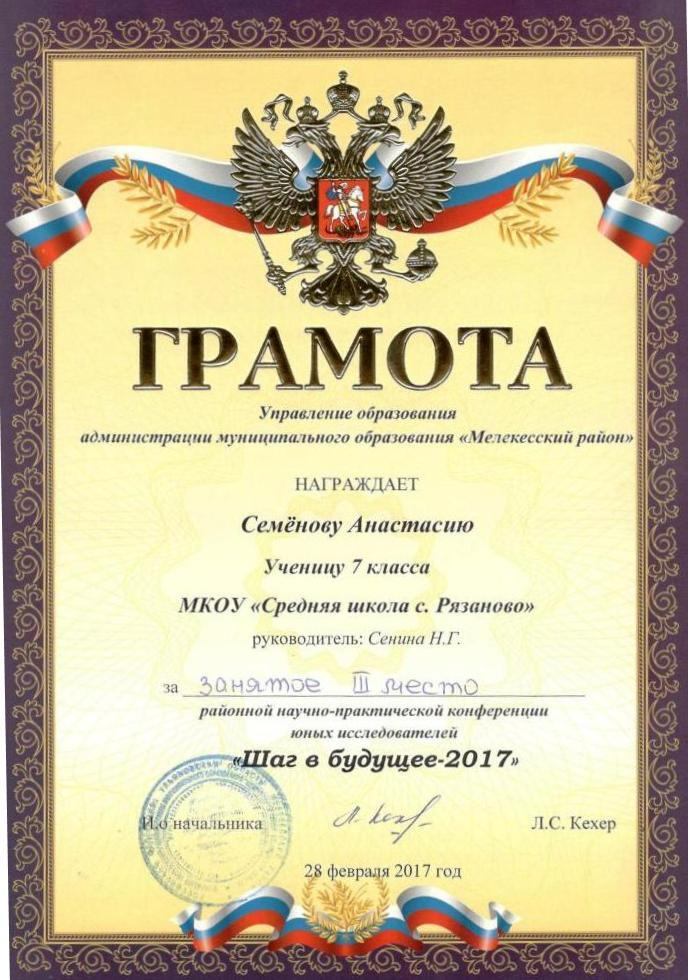 ГРАМОТА
Управление образования
администрации муниципального образования «Мелекесский район»
НАГРАЖДАЕТ
Семёнову Анастасию
Ученицу 7 класса
МКОУ «Средняя школа с. Рязаново»
руководитель: Сенина Н.Г.
за занятое III место
районной научно-практической конференции
юных исследователей
«Шаг в будущее-2017»
И.о начальника Л.С. Кехер
28 февраля 2017 год